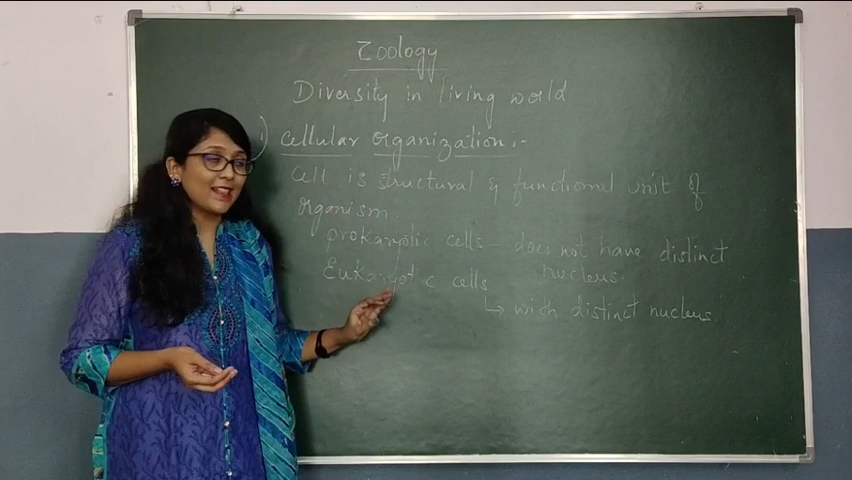 Zoology
Diversity in living world
1) Cellular organization:-
Cell is structural & functional unit of
organism
prokaryotic cells - does not have distinct
nucleus.
Eukaryotic cells
↳ with distinct nucleus.